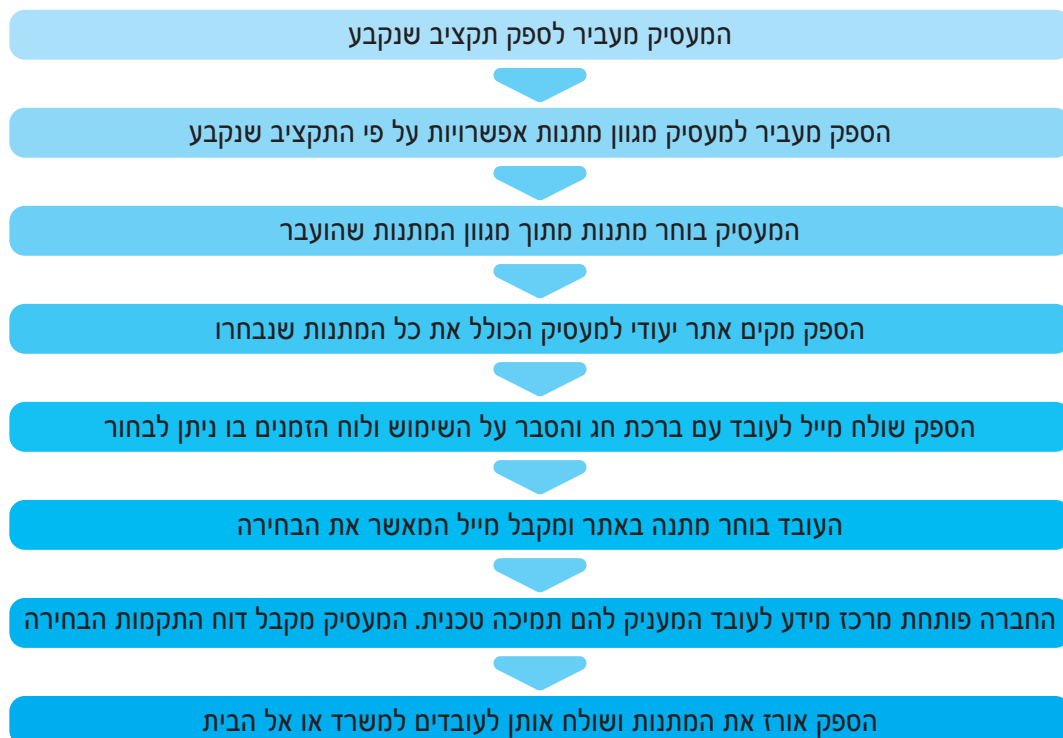 המעסיק מעביר לספק תקציב שנקבע
הספק מעביר למעסיק מגוון מתנות אפשרויות על פי התקציב שנקבע
המעסיק בוחר מתנות מתוך מגוון המתנות שהועבר
הספק מקים אתר יעודי למעסיק הכולל את כל המתנות שנבחרו
הספק שולח מייל לעובד עם ברכת חג והסבר על השימוש ולוח הזמנים בו ניתן לבחור
העובד בוחר מתנה באתר ומקבל מייל המאשר את הבחירה
החברה פותחת מרכז מידע לעובד המעניק להם תמיכה טכנית. המעסיק מקבל דוח התקמות הבחירה
הספק אורז את המתנות ושולח אותן לעובדים למשרד או אל הבית